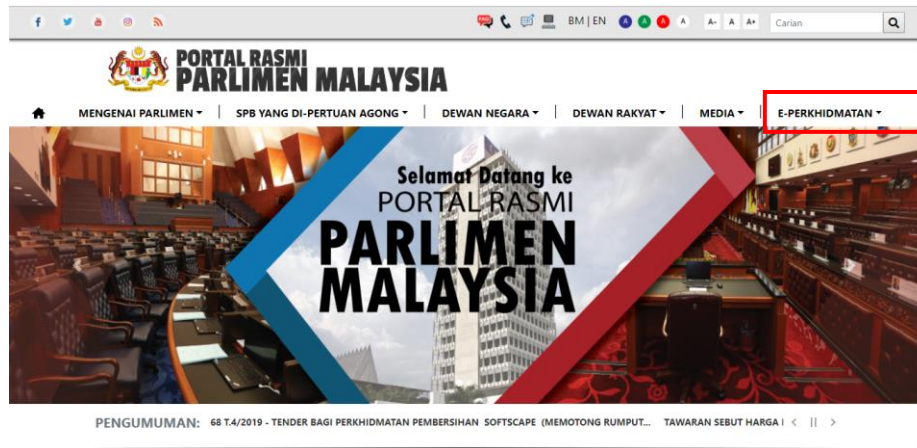 BM | EN A A A A A- A A+ Carian
PORTAL RASMI
PARLIMEN MALAYSIA
MENGENAI PARLIMEN SPB YANG DI-PERTUAN AGONG DEWAN NEGARA DEWAN RAKYAT MEDIA E-PERKHIDMATAN
Selamat Datang ke
PORTAL RASMI
PARLIMEN
MALAYSIA
PENGUMUMAN: 68 T.4/2019 - TENDER BAGI PERKHIDMATAN PEMBERSIHAN SOFTSCAPE (MEMOTONG RUMPUT... TAWARAN SEBUT HARGA